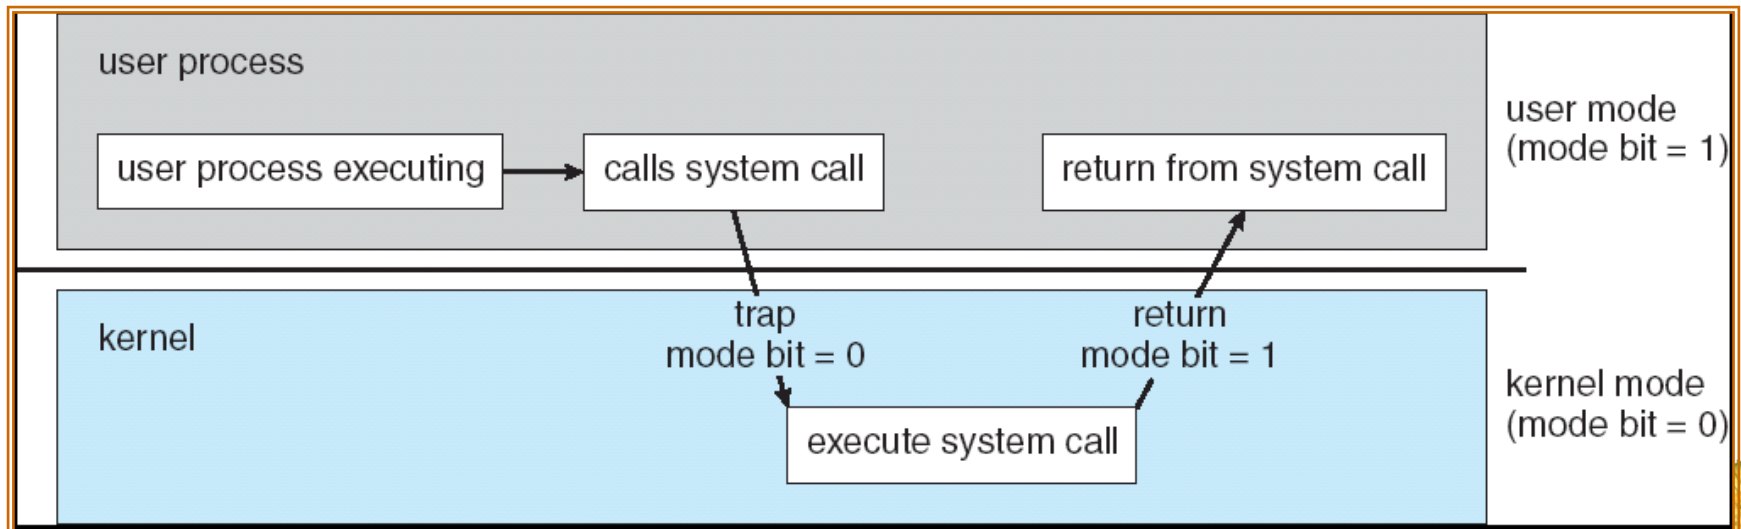 user process
user process executing
calls system call
return from system call
user mode
(mode bit = 1)
kernel
trap
mode bit = 0
return
mode bit = 1
execute system call
kernel mode
(mode bit = 0)